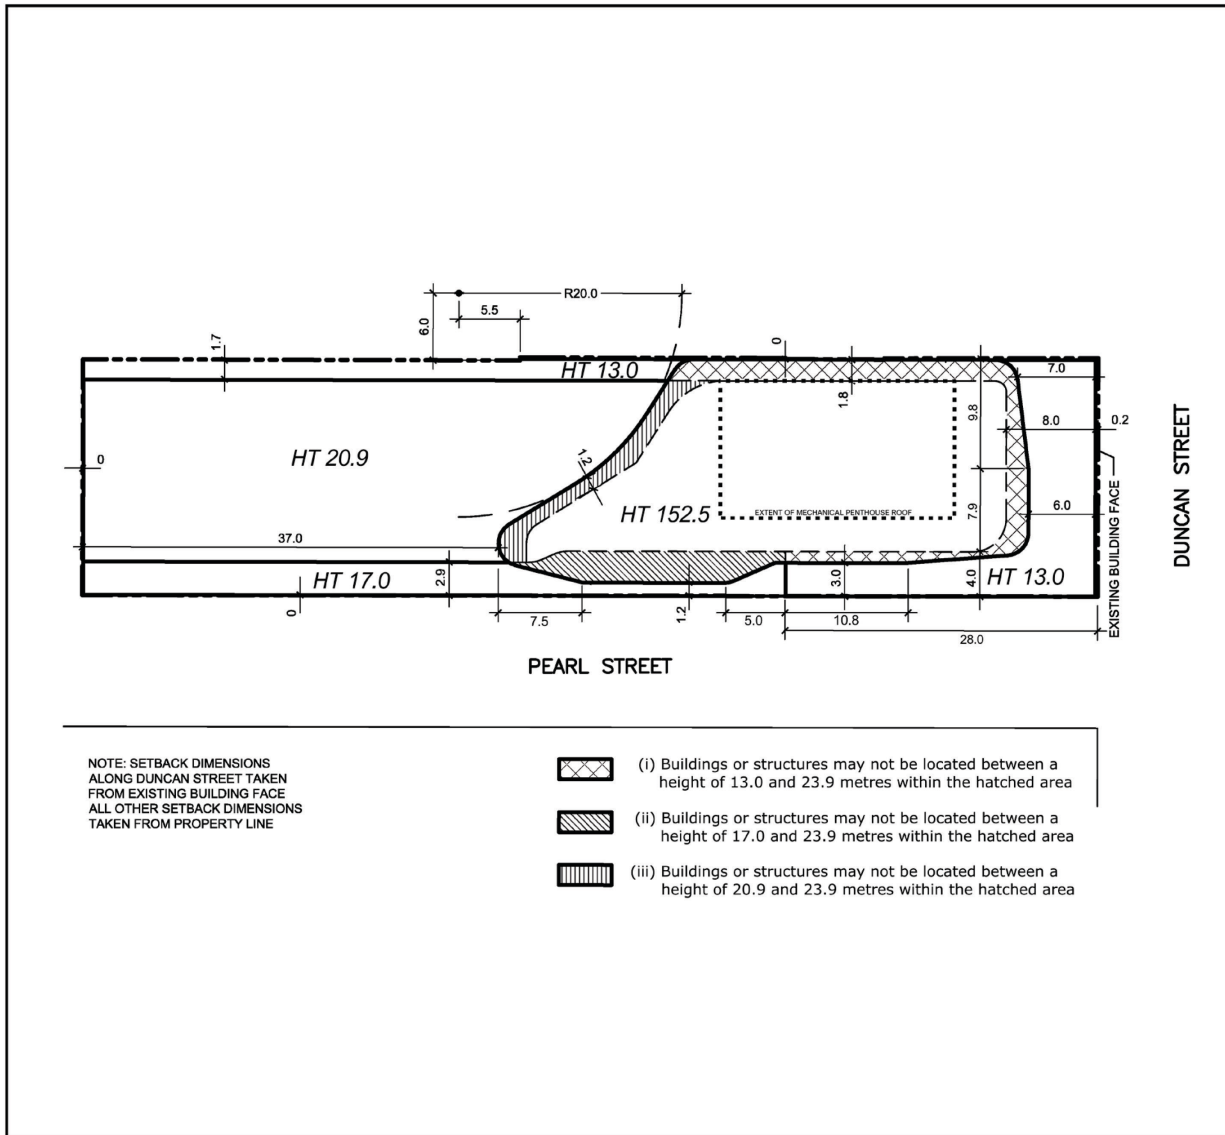 R20.0
5.5
6.0
1.7
0
HT 13.0
7.0
1.8
9.8
8.0
0.2
DUNCAN STREET
0
HT 20.9
1.2
HT 152.5
EXTENT OF MECHANICAL PENTHOUSE ROOF
7.9
6.0
EXISTING BUILDING FACE
37.0
HT 17.0
2.9
3.0
4.0
HT 13.0
0
7.5
1.2
5.0
10.8
28.0
PEARL STREET
NOTE: SETBACK DIMENSIONS
ALONG DUNCAN STREET TAKEN
FROM EXISTING BUILDING FACE
ALL OTHER SETBACK DIMENSIONS
TAKEN FROM PROPERTY LINE
(i) Buildings or structures may not be located between a
height of 13.0 and 23.9 metres within the hatched area
(ii) Buildings or structures may not be located between a
height of 17.0 and 23.9 metres within the hatched area
(iii) Buildings or structures may not be located between a
height of 20.9 and 23.9 metres within the hatched area